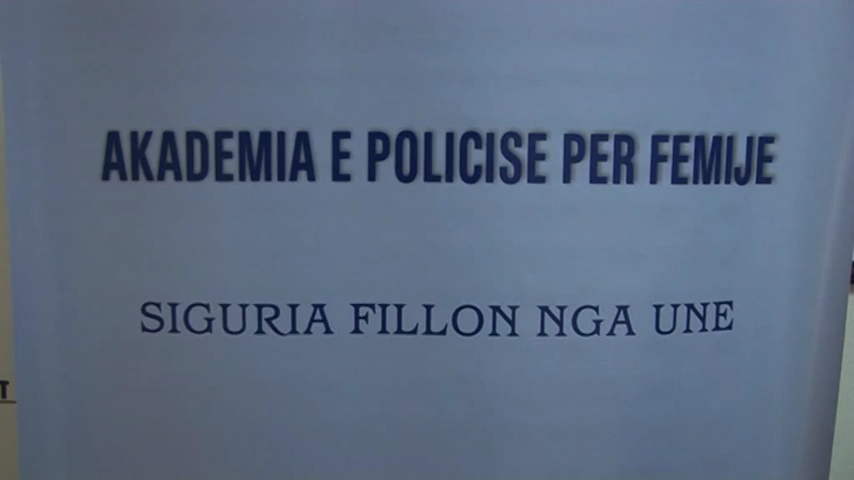 AKADEMIA E POLICISE PER FEMIJE
SIGURIA FILLON NGA UNE
T